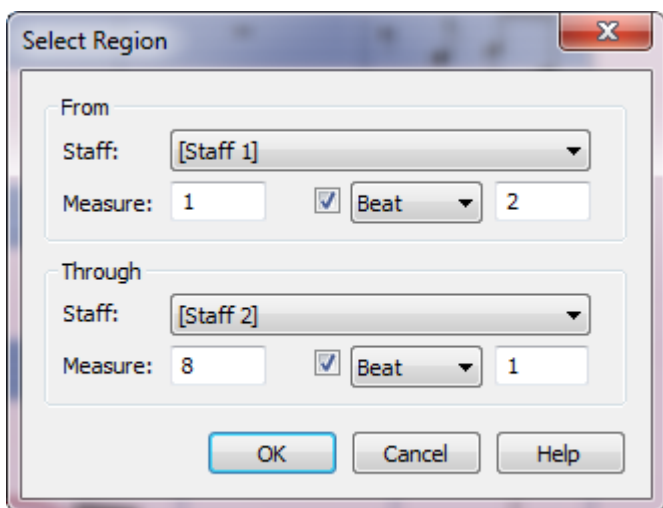 Select Region
From
Staff: [Staff 1]
Measure: 1 Beat 2
Through
Staff: [Staff 2]
Measure: 8 Beat 1
OK Cancel Help